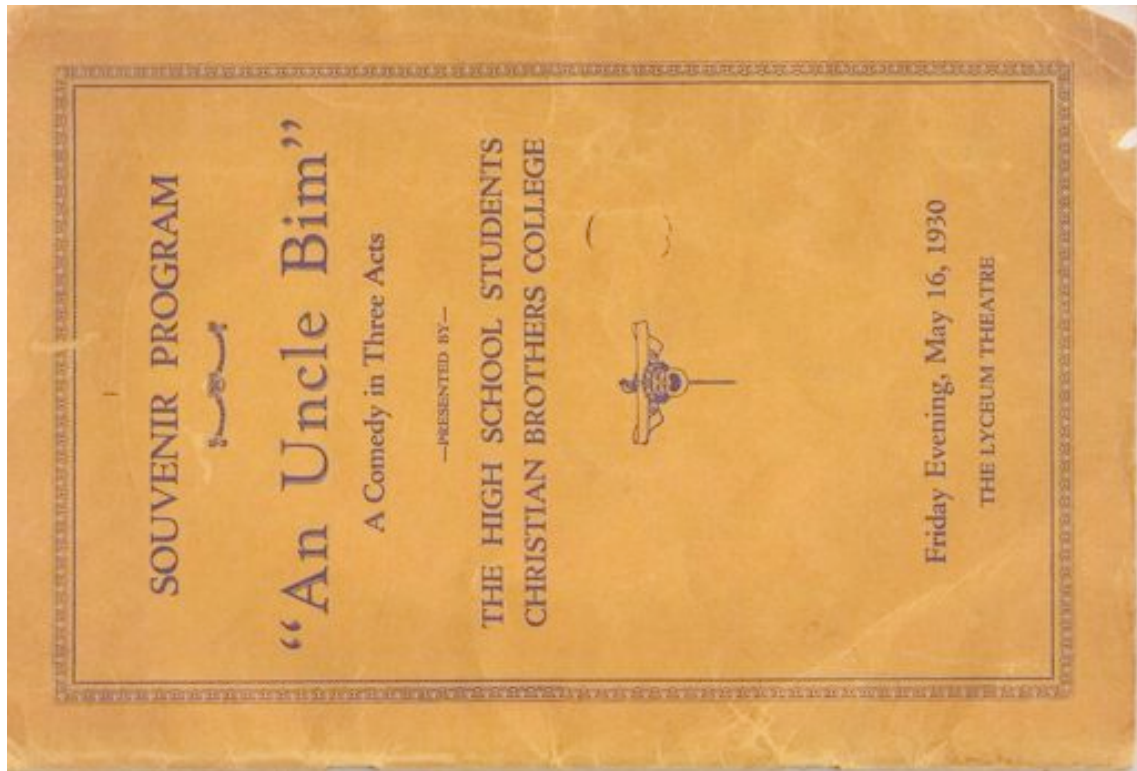 SOUVENIR PROGRAM
“An Uncle Bim”
A Comedy in Three Acts
—PRESENTED BY—
THE HIGH SCHOOL STUDENTS
CHRISTIAN BROTHERS COLLEGE
Friday Evening, May 16, 1930
THE LYCEUM THEATRE